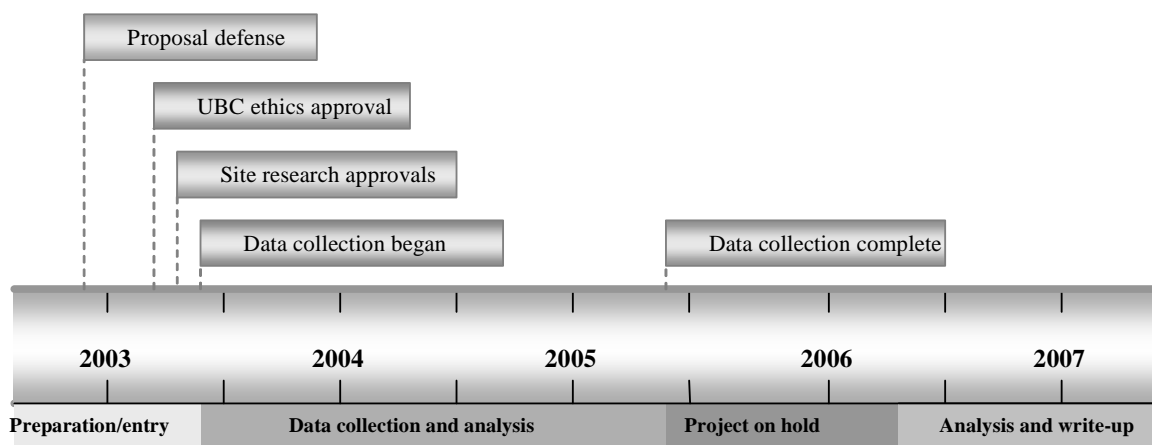 Proposal defense
UBC ethics approval
Site research approvals
Data collection began
Data collection complete
2003 2004 2005 2006 2007
Preparation/entry Data collection and analysis Project on hold Analysis and write-up